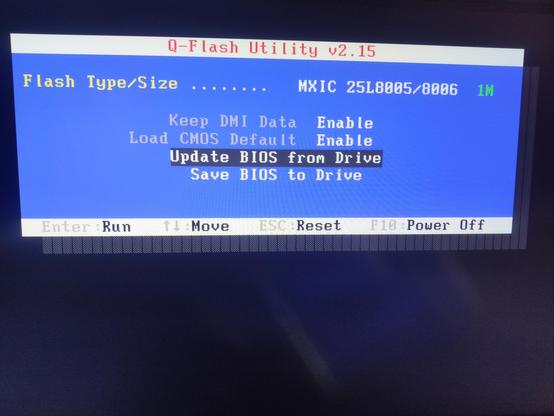 Q-Flash Utility v2.15
Flash Type/Size ........ MXIC 25L8005/8006 1M
Keep DMI Data Enable
Load CMOS Default Enable
Update BIOS from Drive
Save BIOS to Drive
Enter:Run ↑↓:Move ESC:Reset F10:Power Off